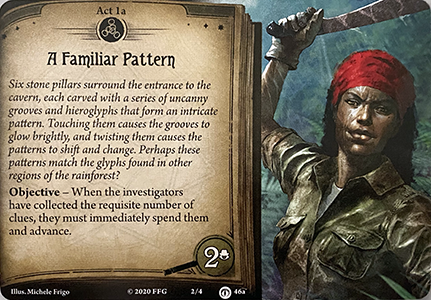 Act 1a
A Familiar Pattern
Six stone pillars surround the entrance to the
cavern, each carved with a series of uncanny
grooves and hieroglyphs that form an intricate
pattern. Touching them causes the grooves to
glow brightly, and twisting them causes the
patterns to shift and change. Perhaps these
patterns match the glyphs found in other
regions of the rainforest?
Objective – When the investigators
have collected the requisite number of
clues, they must immediately spend them
and advance.
2
Illus. Michele Frigo © 2020 FFG 2/4 46a